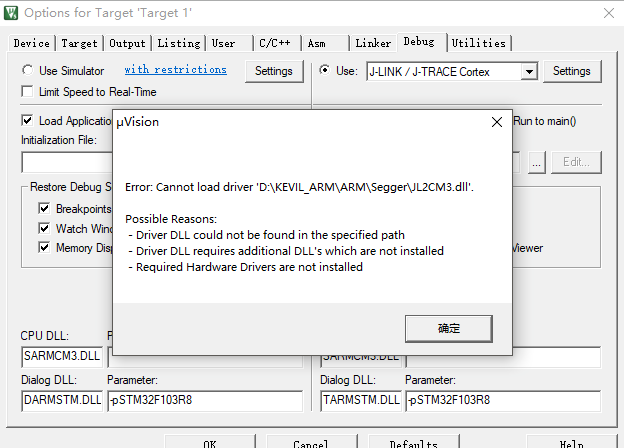 Options for Target 'Target 1'
Device Target Output Listing User C/C++ Asm Linker Debug Utilities
Use Simulator with restrictions Settings Use: J-LINK / J-TRACE Cortex Settings
Limit Speed to Real-Time
Load Applicatio Run to main()
Initialization File:
... Edit...
Restore Debug S
Breakpoints
Watch Wind
Memory Disp Viewer
µVision
Error: Cannot load driver 'D:\KEVIL_ARM\ARM\Segger\JL2CM3.dll'.
Possible Reasons:
- Driver DLL could not be found in the specified path
- Driver DLL requires additional DLL's which are not installed
- Required Hardware Drivers are not installed
确定
CPU DLL:
SARMCM3.DLL SARMCM3.DLL
Dialog DLL: Parameter: Dialog DLL: Parameter:
DARMSTM.DLL -pSTM32F103R8 TARMSTM.DLL -pSTM32F103R8
OK Cancel Defaults Help